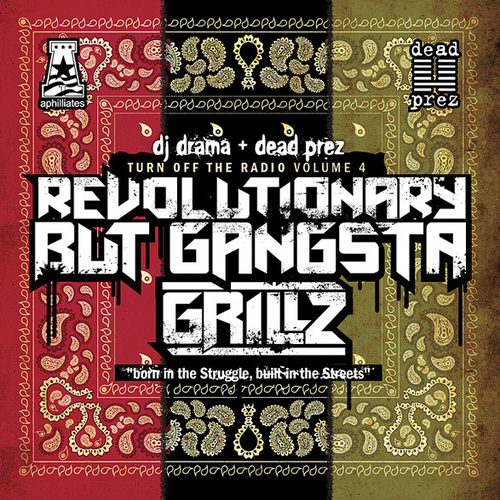 A
aphilliates
dead
prez
dj drama + dead prez
TURN OFF THE RADIO VOLUME 4
REVOLUTIONARY
BUT GANGSTA
GRILLZ
"born in the Struggle, built in the Streets"